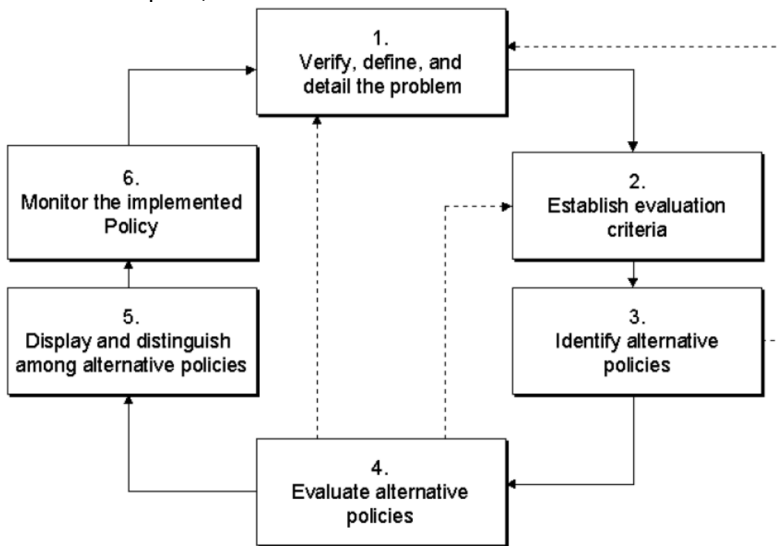 1.
Verify, define, and
detail the problem
6.
Monitor the implemented
Policy
2.
Establish evaluation
criteria
5.
Display and distinguish
among alternative policies
3.
Identify alternative
policies
4.
Evaluate alternative
policies